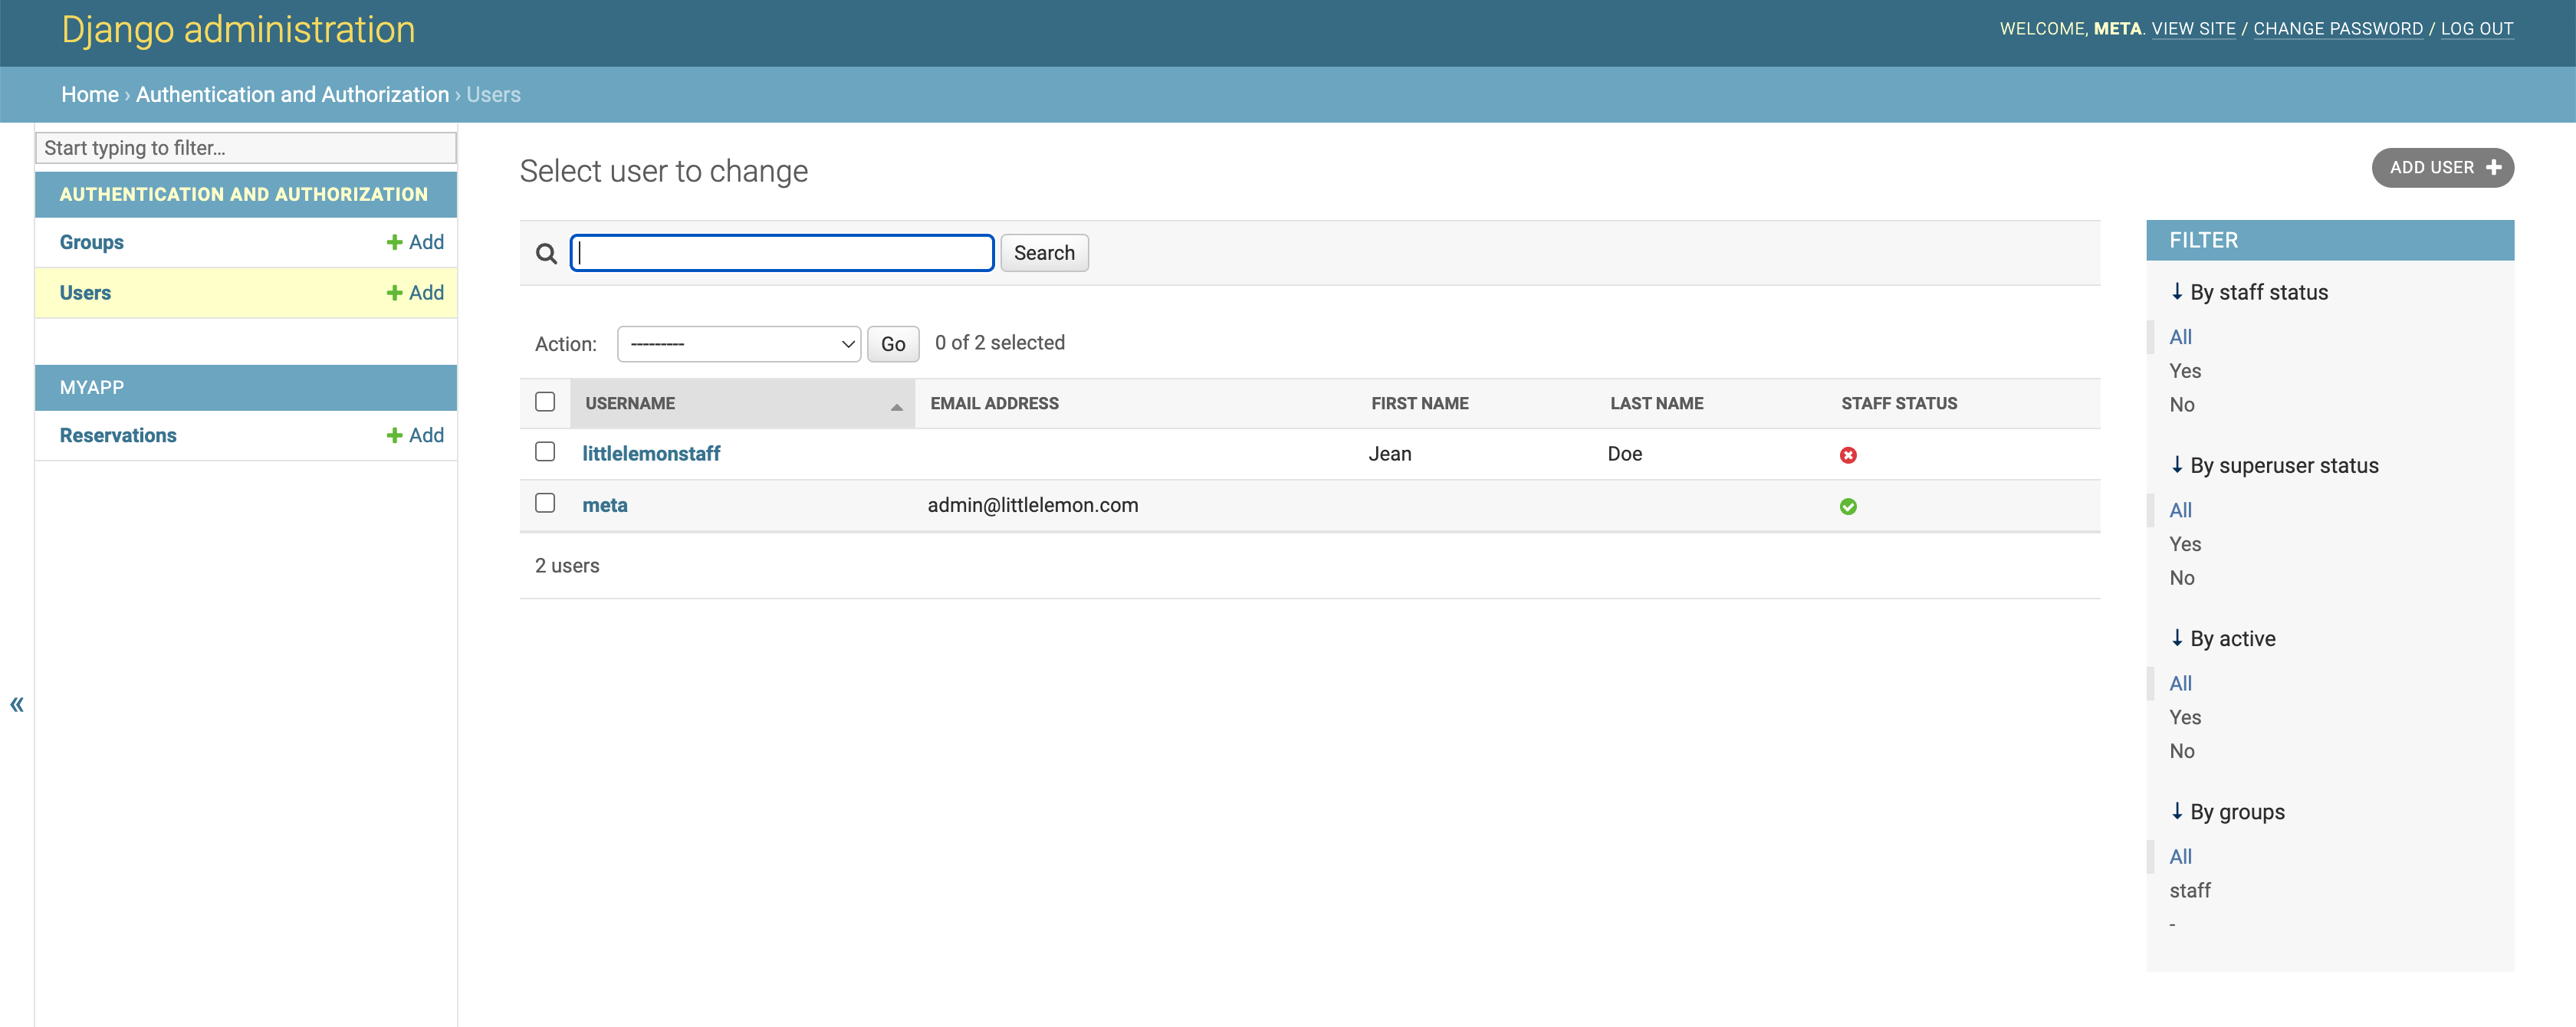 Django administration
WELCOME, META. VIEW SITE / CHANGE PASSWORD / LOG OUT
Home › Authentication and Authorization › Users
Start typing to filter...
AUTHENTICATION AND AUTHORIZATION
Groups + Add
Users + Add
MYAPP
Reservations + Add
«
Select user to change
ADD USER +
Search
Action: --------- Go 0 of 2 selected
USERNAME EMAIL ADDRESS FIRST NAME LAST NAME STAFF STATUS
littlelemonstaff Jean Doe
meta admin@littlelemon.com
2 users
FILTER
↓ By staff status
All
Yes
No
↓ By superuser status
All
Yes
No
↓ By active
All
Yes
No
↓ By groups
All
staff
-